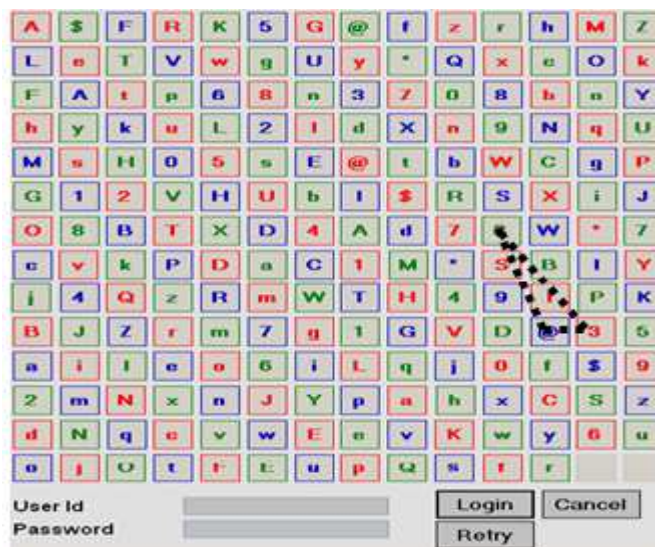 A $ F R K 5 G @ f z r h M Z
L e T V w g U y * Q x c O k
F A t p 6 8 n 3 7 0 8 b a Y
h y k u L 2 l d X n 9 N q U
M s H 0 5 s E @ t b W C g P
G 1 2 V H U b I $ R S X i J
O 8 B T X D 4 A d 7 W * 7
c v k P D a C 1 M * S B I Y
j 4 Q z R m W T H 4 9 P K
B J Z r m 7 g 1 G V D @ 3 5
a i l e o 6 i L q j 0 f $ 9
2 m N x n J Y p a h x C S z
d N q c v w E e v K w y 6 u
o j O t F E u p Q s f r
User Id
Login Cancel
Password
Retry